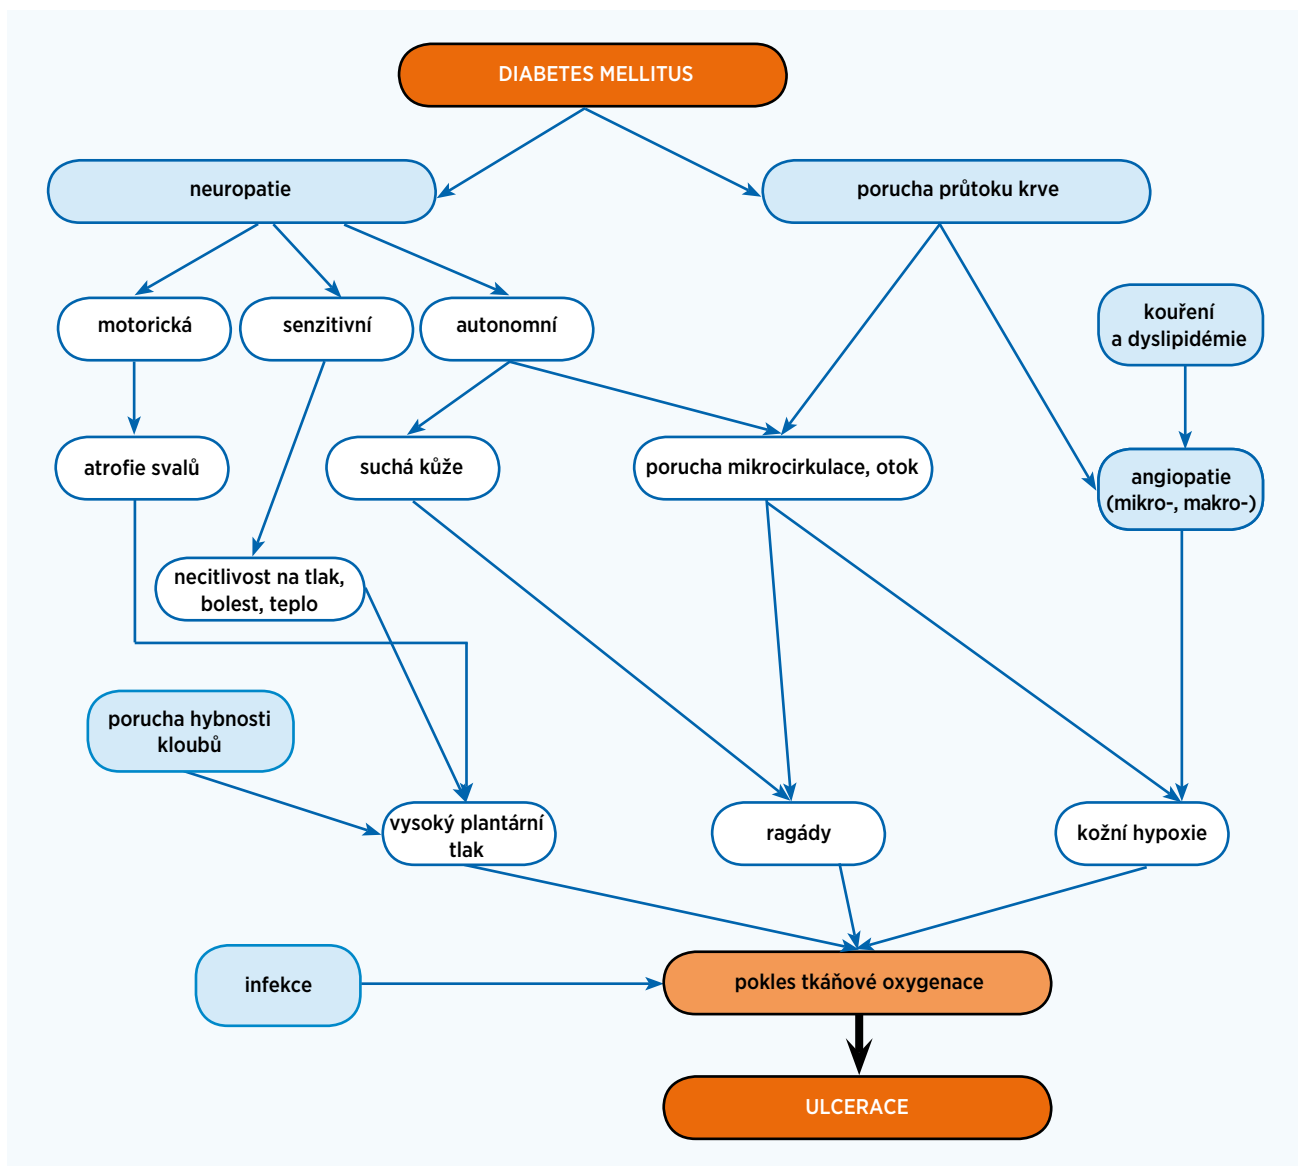 DIABETES MELLITUS
neuropatie
porucha průtoku krve
motorická
senzitivní
autonomní
kouření
a dyslipidémie
atrofie svalů
suchá kůže
porucha mikrocirkulace, otok
angiopatie
(mikro-, makro-)
necitlivost na tlak,
bolest, teplo
porucha hybnosti
kloubů
vysoký plantární
tlak
ragády
kožní hypoxie
infekce
pokles tkáňové oxygenace
ULCERACE